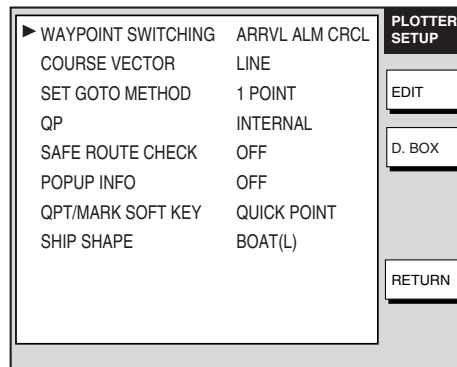 WAYPOINT SWITCHING ARRVL ALM CRCL
COURSE VECTOR LINE
SET GOTO METHOD 1 POINT
QP INTERNAL
SAFE ROUTE CHECK OFF
POPUP INFO OFF
QPT/MARK SOFT KEY QUICK POINT
SHIP SHAPE BOAT(L)
PLOTTER
SETUP
EDIT
D. BOX
RETURN